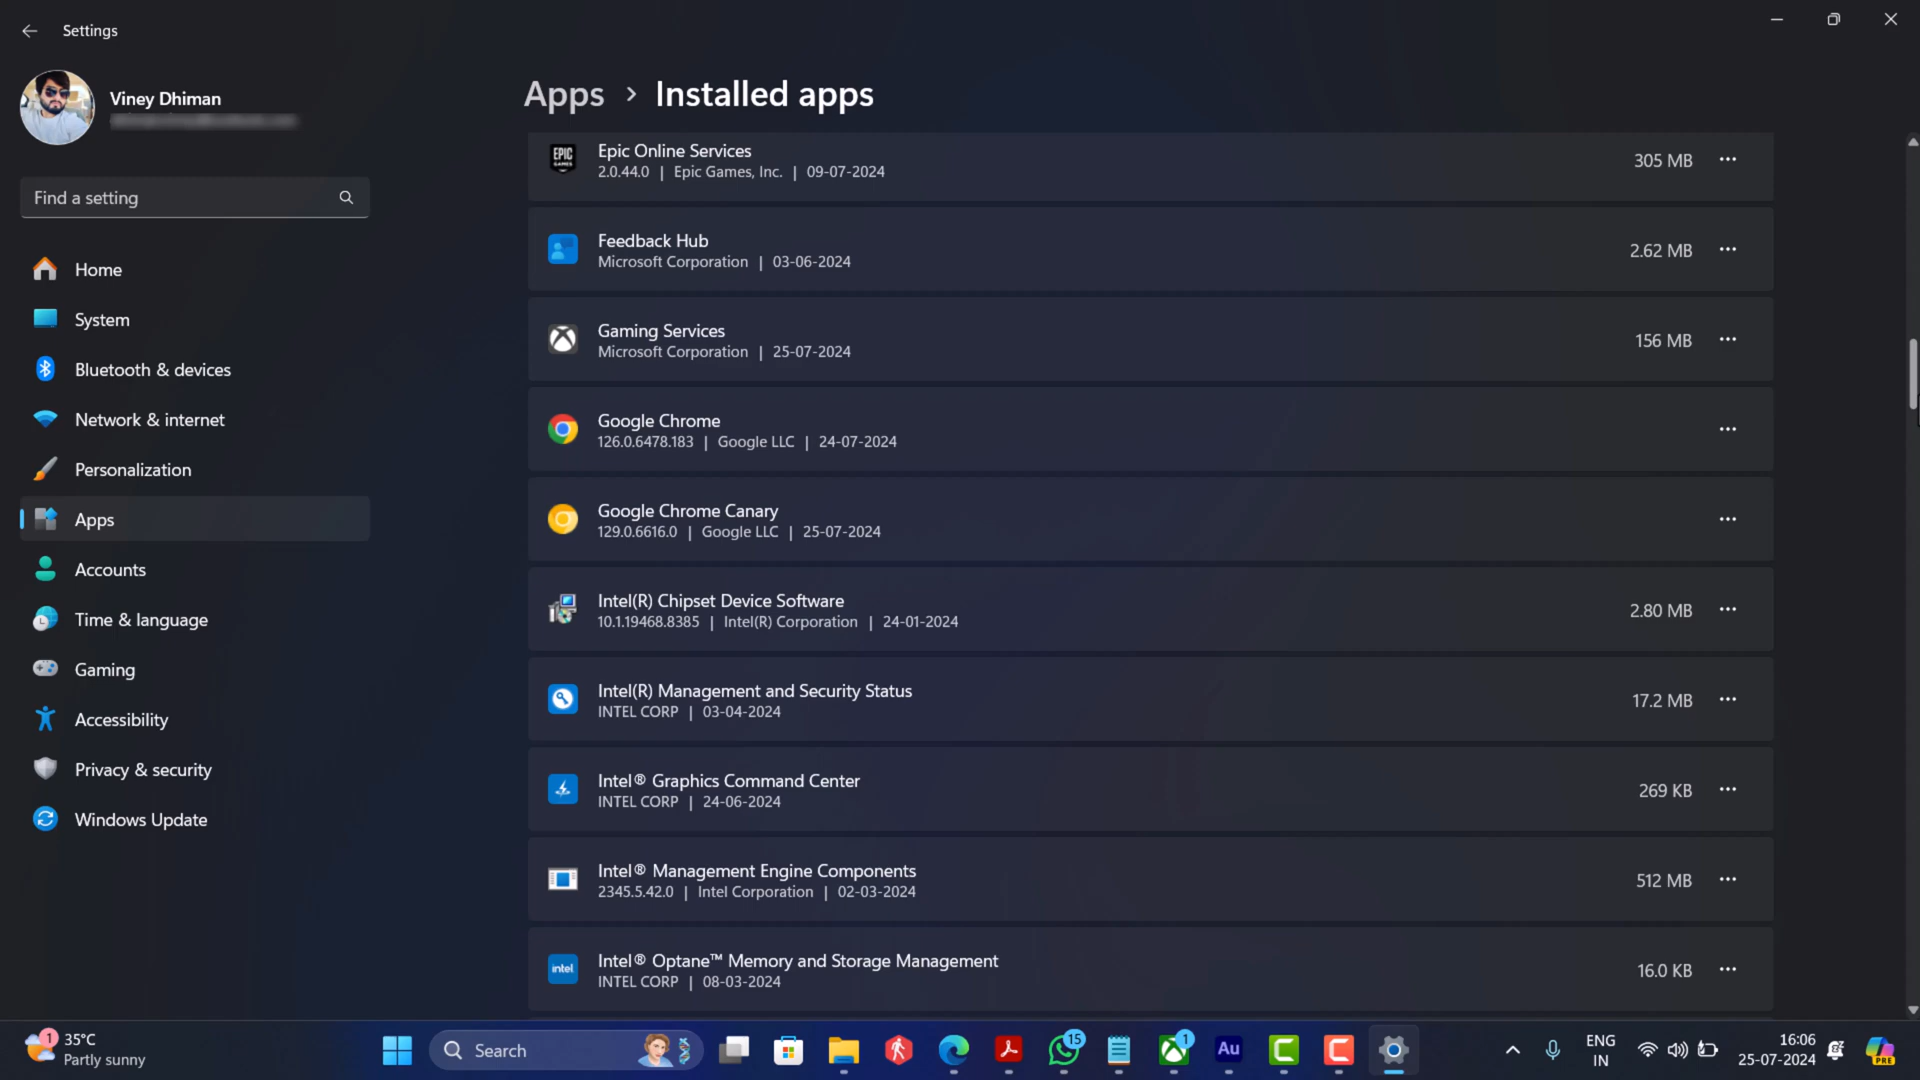 Settings
Viney Dhiman
Find a setting
Home
System
Bluetooth & devices
Network & internet
Personalization
Apps
Accounts
Time & language
Gaming
Accessibility
Privacy & security
Windows Update
Apps > Installed apps
EPIC GAMES
Epic Online Services
305 MB
2.0.44.0 | Epic Games, Inc. | 09-07-2024
Feedback Hub
2.62 MB
Microsoft Corporation | 03-06-2024
Gaming Services
156 MB
Microsoft Corporation | 25-07-2024
Google Chrome
126.0.6478.183 | Google LLC | 24-07-2024
Google Chrome Canary
129.0.6616.0 | Google LLC | 25-07-2024
Intel(R) Chipset Device Software
2.80 MB
10.1.19468.8385 | Intel(R) Corporation | 24-01-2024
Intel(R) Management and Security Status
17.2 MB
INTEL CORP | 03-04-2024
Intel® Graphics Command Center
269 KB
INTEL CORP | 24-06-2024
Intel® Management Engine Components
512 MB
2345.5.42.0 | Intel Corporation | 02-03-2024
intel
Intel® Optane™ Memory and Storage Management
16.0 KB
INTEL CORP | 08-03-2024
1
35°C
Partly sunny
Search
15
1
Au
C
C
ENG
IN
16:06
25-07-2024
PRE